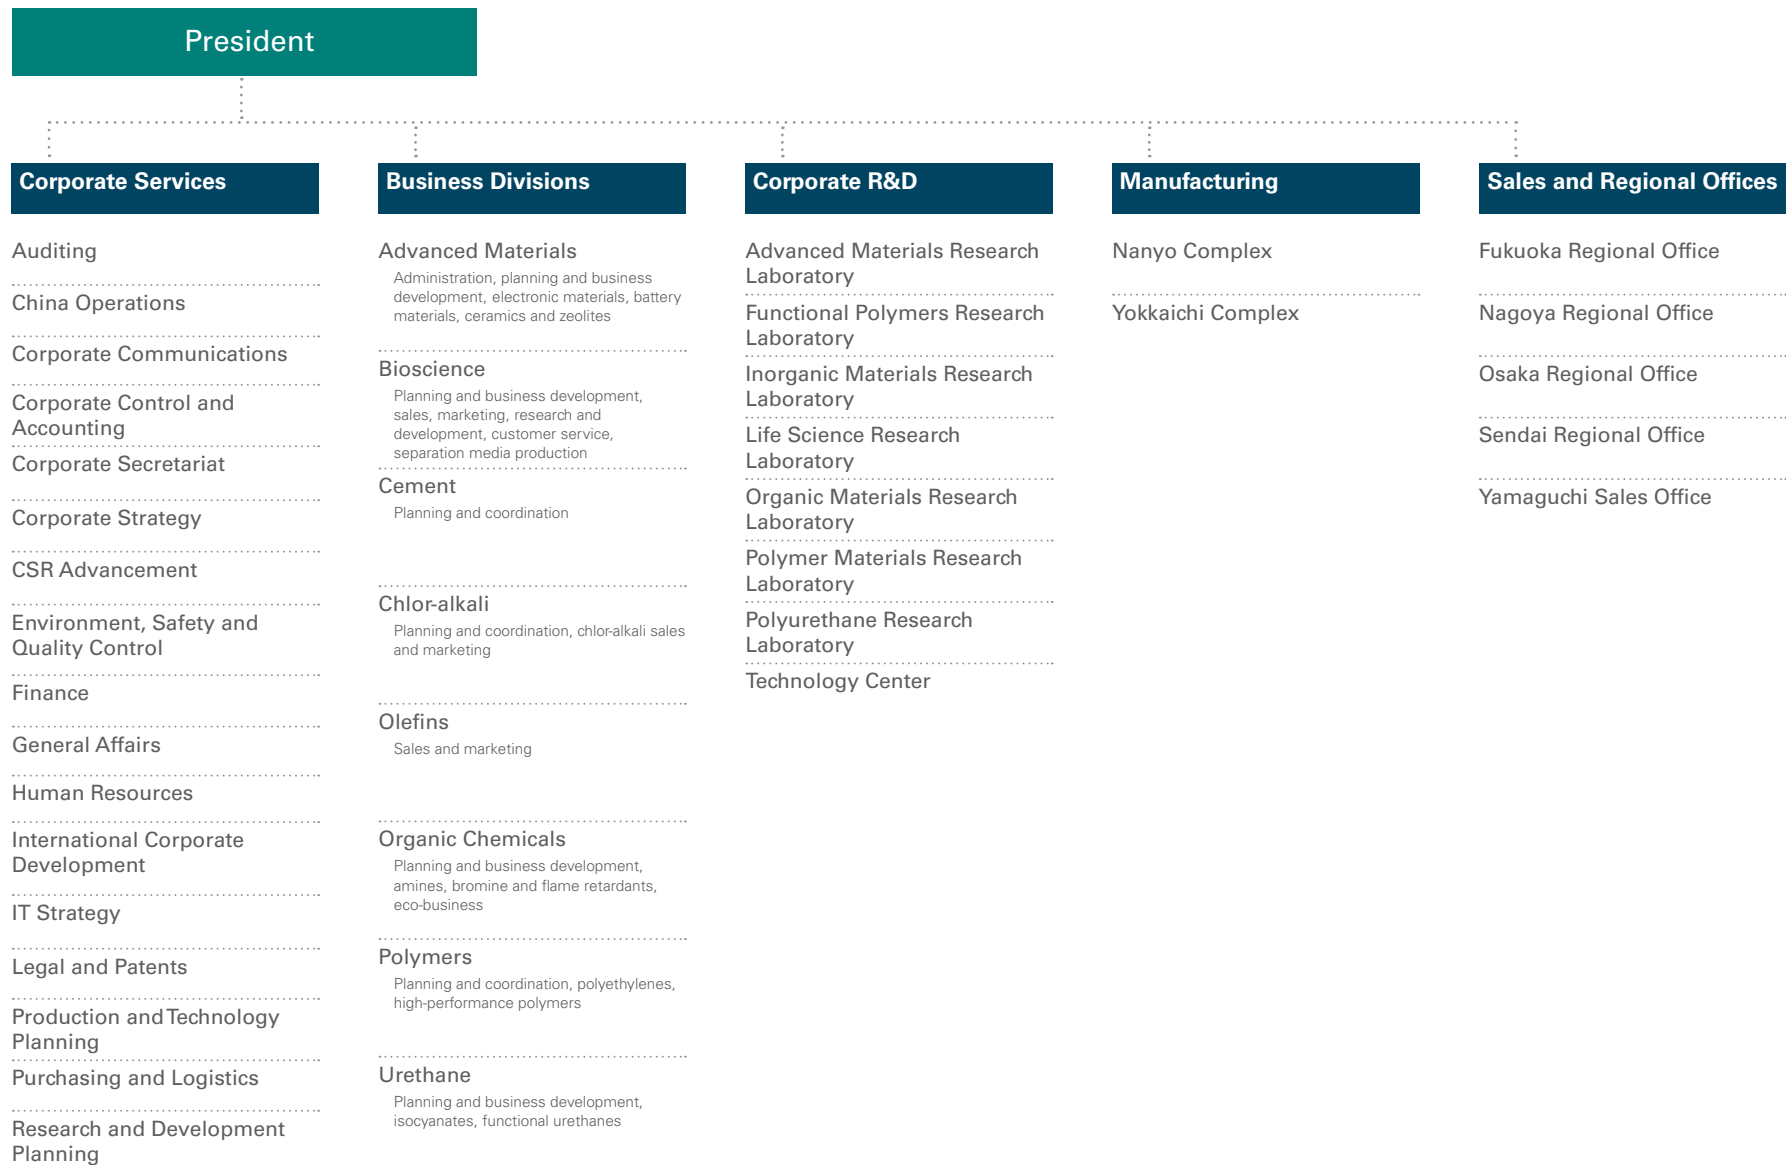 President
Corporate Services
Auditing
China Operations
Corporate Communications
Corporate Control and
Accounting
Corporate Secretariat
Corporate Strategy
CSR Advancement
Environment, Safety and
Quality Control
Finance
General Affairs
Human Resources
International Corporate
Development
IT Strategy
Legal and Patents
Production and Technology
Planning
Purchasing and Logistics
Research and Development
Planning
Business Divisions
Advanced Materials
Administration, planning and business
development, electronic materials, battery
materials, ceramics and zeolites
Bioscience
Planning and business development,
sales, marketing, research and
development, customer service,
separation media production
Cement
Planning and coordination
Chlor-alkali
Planning and coordination, chlor-alkali sales
and marketing
Olefins
Sales and marketing
Organic Chemicals
Planning and business development,
amines, bromine and flame retardants,
eco-business
Polymers
Planning and coordination, polyethylenes,
high-performance polymers
Urethane
Planning and business development,
isocyanates, functional urethanes
Corporate R&D
Advanced Materials Research
Laboratory
Functional Polymers Research
Laboratory
Inorganic Materials Research
Laboratory
Life Science Research
Laboratory
Organic Materials Research
Laboratory
Polymer Materials Research
Laboratory
Polyurethane Research
Laboratory
Technology Center
Manufacturing
Nanyo Complex
Yokkaichi Complex
Sales and Regional Offices
Fukuoka Regional Office
Nagoya Regional Office
Osaka Regional Office
Sendai Regional Office
Yamaguchi Sales Office